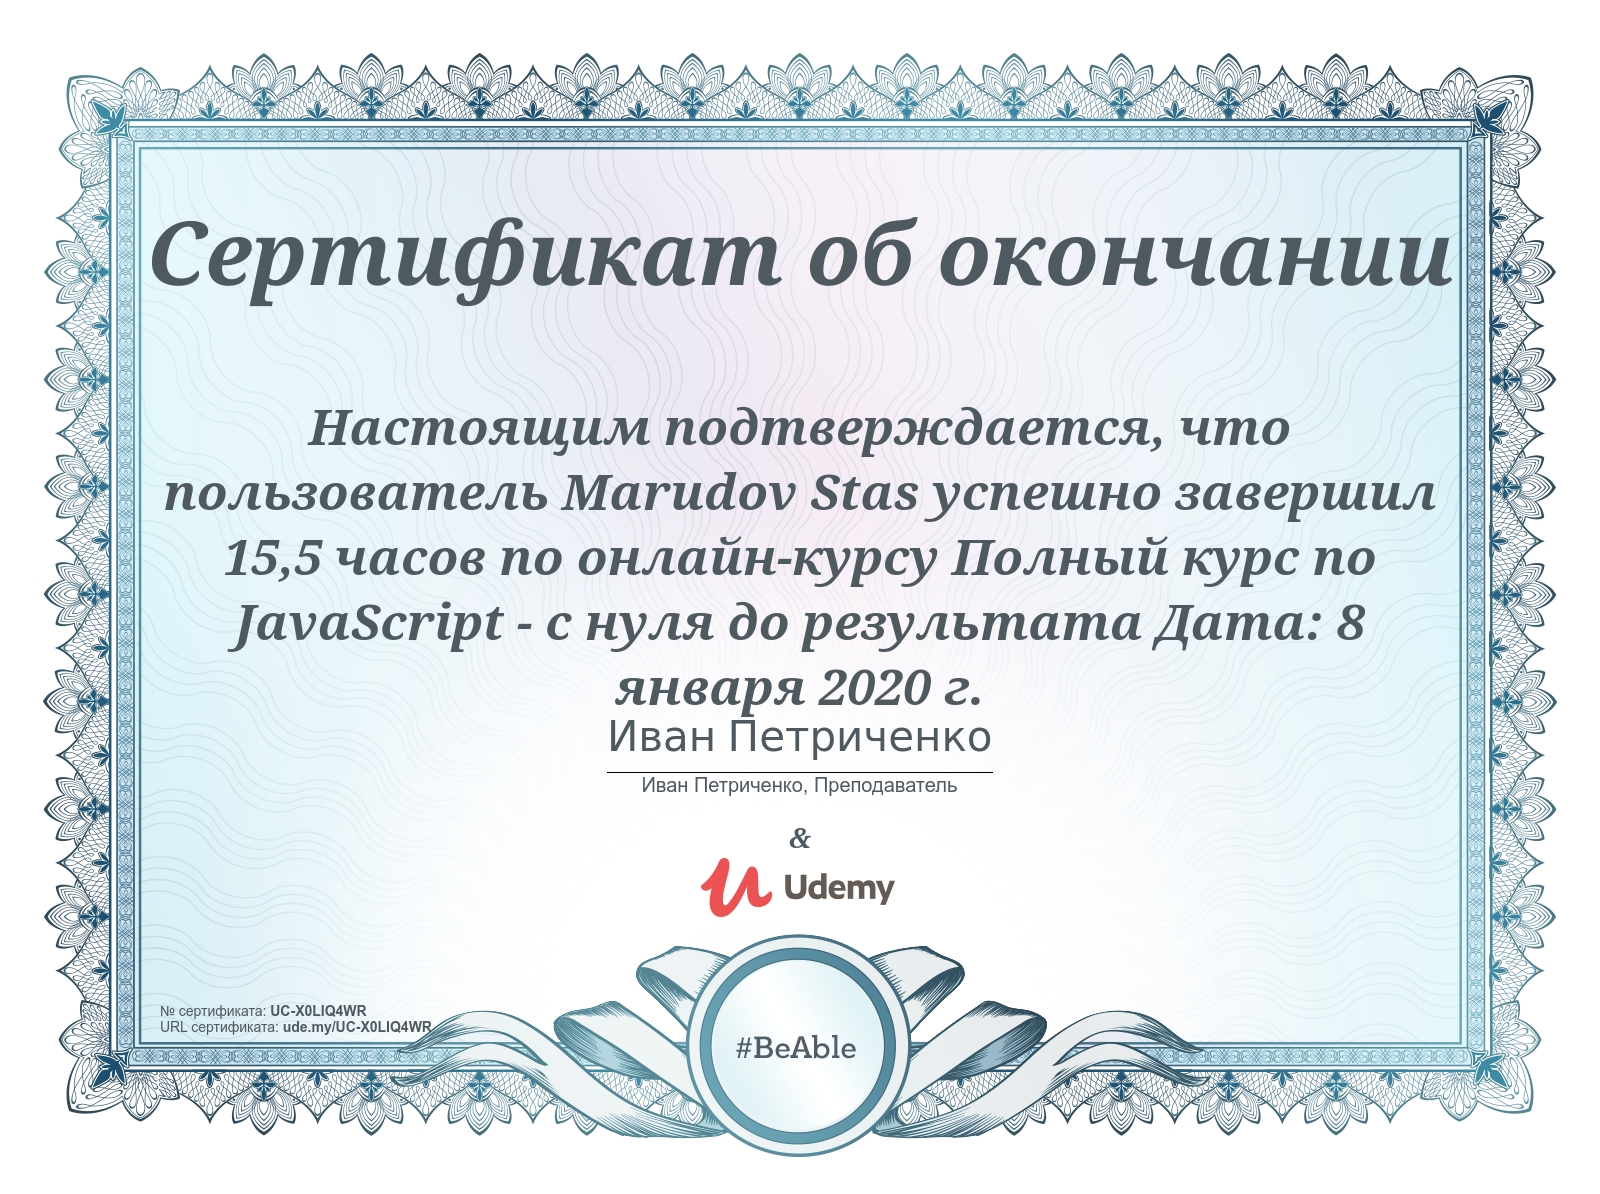 Сертификат об окончании
Настоящим подтверждается, что
пользователь Marudov Stas успешно завершил
15,5 часов по онлайн-курсу Полный курс по
JavaScript - с нуля до результата Дата: 8
января 2020 г.
Иван Петриченко
Иван Петриченко, Преподаватель
&
Udemy
№ сертификата: UC-X0LIQ4WR
URL сертификата: ude.my/UC-X0LIQ4WR
#BeAble